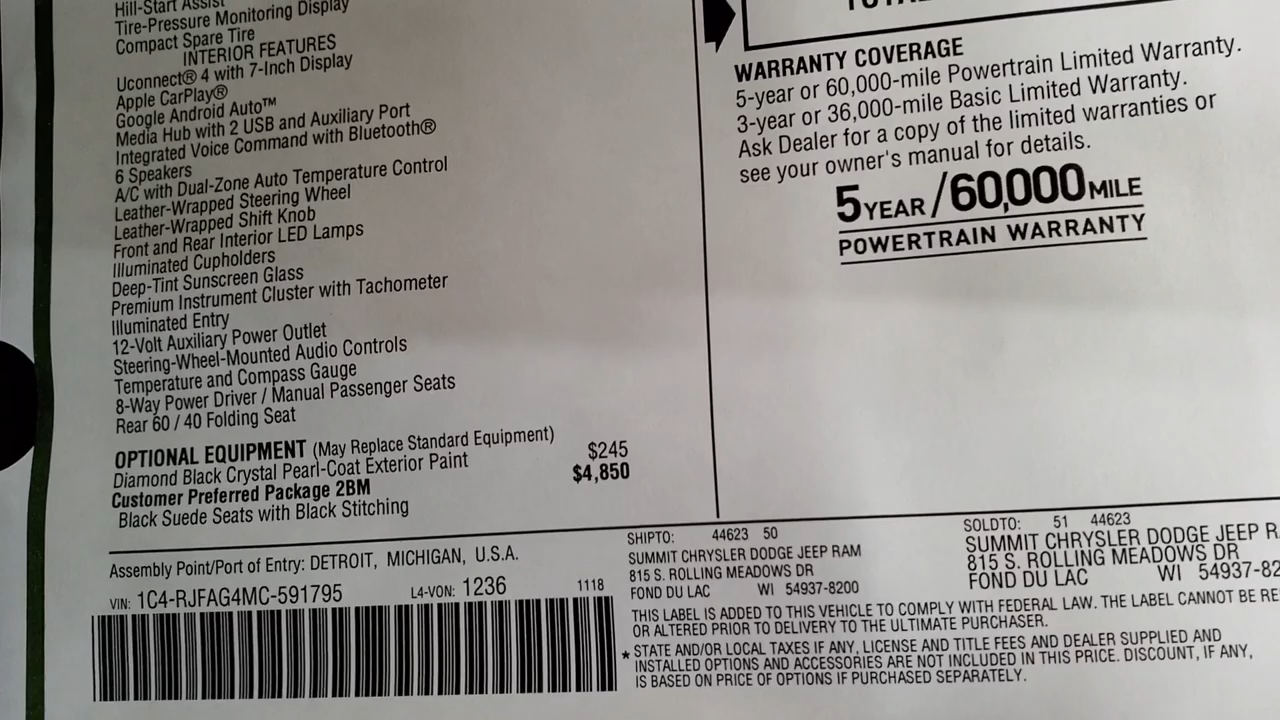 Hill-Start Assist
Tire-Pressure Monitoring Display
Compact Spare Tire
INTERIOR FEATURES
Uconnect® 4 with 7-Inch Display
Apple CarPlay®
Google Android Auto™
Media Hub with 2 USB and Auxiliary Port
Integrated Voice Command with Bluetooth®
6 Speakers
A/C with Dual-Zone Auto Temperature Control
Leather-Wrapped Steering Wheel
Leather-Wrapped Shift Knob
Front and Rear Interior LED Lamps
Illuminated Cupholders
Deep-Tint Sunscreen Glass
Premium Instrument Cluster with Tachometer
Illuminated Entry
12-Volt Auxiliary Power Outlet
Steering-Wheel-Mounted Audio Controls
Temperature and Compass Gauge
8-Way Power Driver / Manual Passenger Seats
Rear 60 / 40 Folding Seat
OPTIONAL EQUIPMENT (May Replace Standard Equipment)
Diamond Black Crystal Pearl-Coat Exterior Paint $245
Customer Preferred Package 2BM $4,850
Black Suede Seats with Black Stitching
WARRANTY COVERAGE
5-year or 60,000-mile Powertrain Limited Warranty.
3-year or 36,000-mile Basic Limited Warranty.
Ask Dealer for a copy of the limited warranties or
see your owner's manual for details.
5 YEAR / 60,000 MILE
POWERTRAIN WARRANTY
Assembly Point/Port of Entry: DETROIT, MICHIGAN, U.S.A.
VIN: 1C4-RJFAG4MC-591795 L4-VON: 1236 1118
SHIPTO: 44623 50
SUMMIT CHRYSLER DODGE JEEP RAM
815 S. ROLLING MEADOWS DR
FOND DU LAC WI 54937-8200
SOLDTO: 51 44623
SUMMIT CHRYSLER DODGE JEEP R
815 S. ROLLING MEADOWS DR
FOND DU LAC WI 54937-82
THIS LABEL IS ADDED TO THIS VEHICLE TO COMPLY WITH FEDERAL LAW. THE LABEL CANNOT BE RE
OR ALTERED PRIOR TO DELIVERY TO THE ULTIMATE PURCHASER.
* STATE AND/OR LOCAL TAXES IF ANY, LICENSE AND TITLE FEES AND DEALER SUPPLIED AND
INSTALLED OPTIONS AND ACCESSORIES ARE NOT INCLUDED IN THIS PRICE. DISCOUNT, IF ANY,
IS BASED ON PRICE OF OPTIONS IF PURCHASED SEPARATELY.